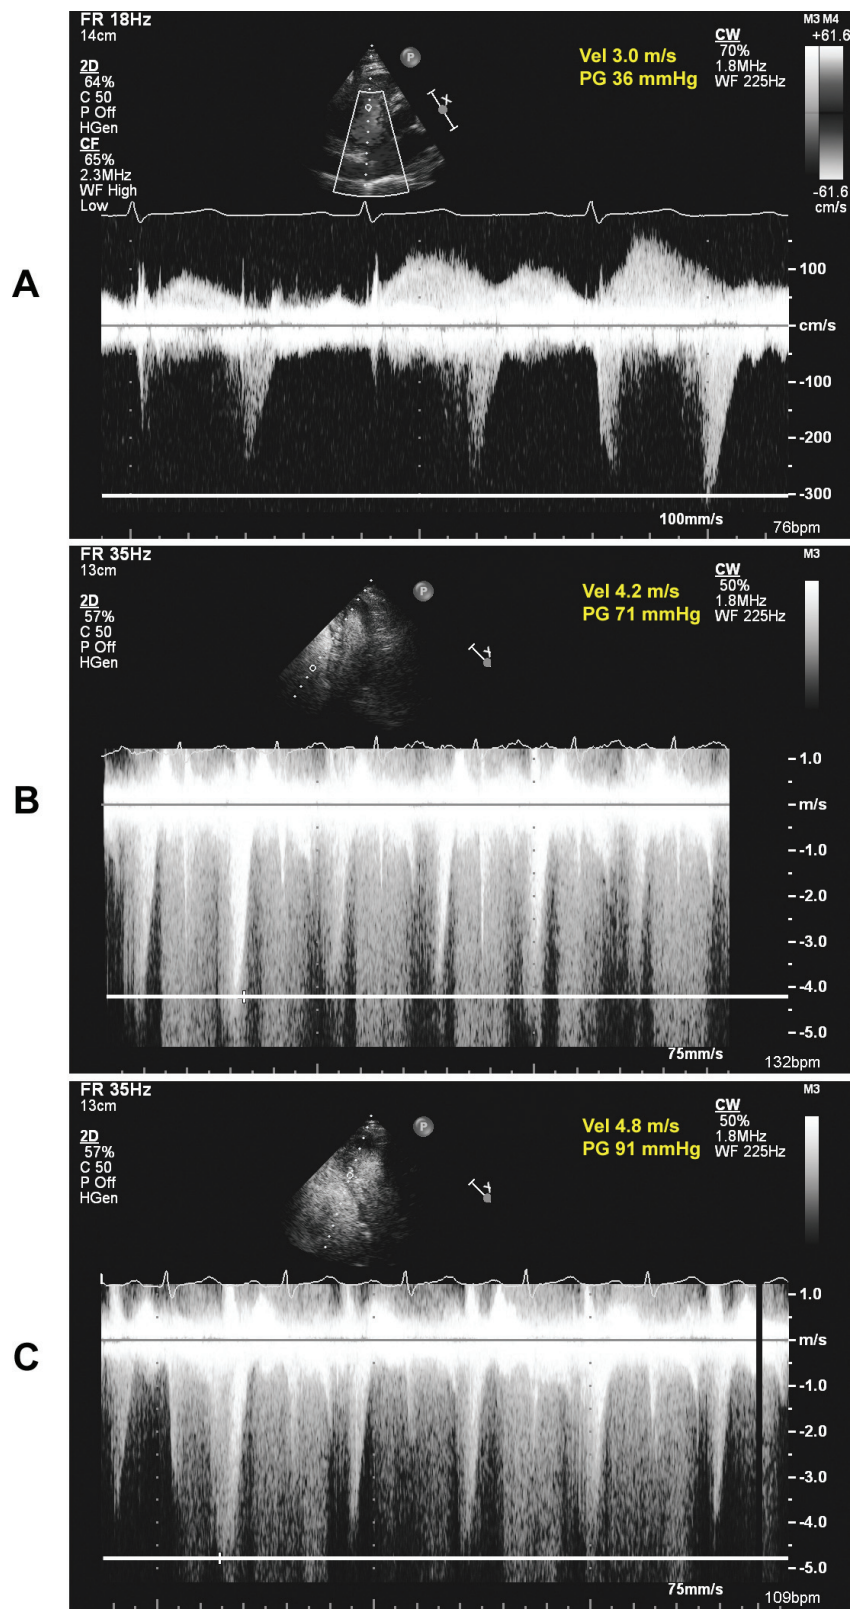 FR 18Hz
14cm
2D
64%
C 50
P Off
HGen
CF
65%
2.3MHz
WF High
Low
P
X
Vel 3.0 m/s
PG 36 mmHg
CW
70%
1.8MHz
WF 225Hz
M3 M4
+61.6
-61.6
cm/s
A
100
cm/s
-100
-200
-300
100mm/s
76bpm
FR 35Hz
13cm
2D
57%
C 50
P Off
HGen
P
Vel 4.2 m/s
PG 71 mmHg
CW
50%
1.8MHz
WF 225Hz
M3
B
1.0
m/s
-1.0
-2.0
-3.0
-4.0
-5.0
75mm/s
132bpm
FR 35Hz
13cm
2D
57%
C 50
P Off
HGen
P
Vel 4.8 m/s
PG 91 mmHg
CW
50%
1.8MHz
WF 225Hz
M3
C
1.0
m/s
-1.0
-2.0
-3.0
-4.0
-5.0
75mm/s
109bpm